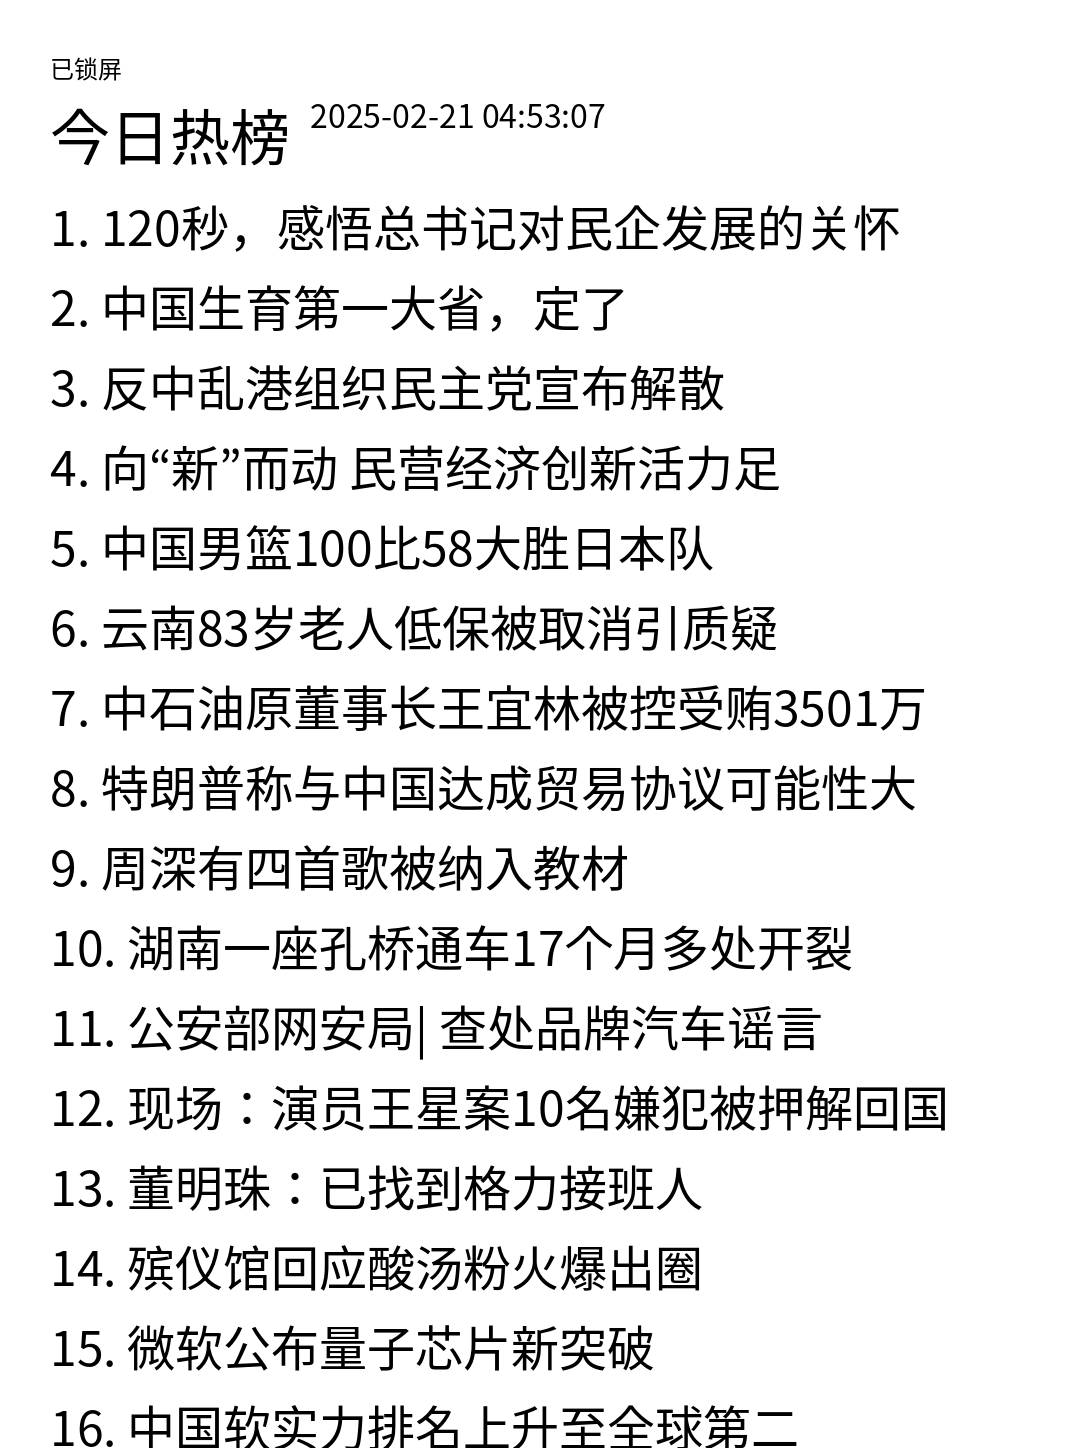 已锁屏
今日热榜 2025-02-21 04:53:07
1. 120秒，感悟总书记对民企发展的关怀
2. 中国生育第一大省，定了
3. 反中乱港组织民主党宣布解散
4. 向“新”而动 民营经济创新活力足
5. 中国男篮100比58大胜日本队
6. 云南83岁老人低保被取消引质疑
7. 中石油原董事长王宜林被控受贿3501万
8. 特朗普称与中国达成贸易协议可能性大
9. 周深有四首歌被纳入教材
10. 湖南一座孔桥通车17个月多处开裂
11. 公安部网安局| 查处品牌汽车谣言
12. 现场：演员王星案10名嫌犯被押解回国
13. 董明珠：已找到格力接班人
14. 殡仪馆回应酸汤粉火爆出圈
15. 微软公布量子芯片新突破
16. 中国软实力排名上升至全球第二